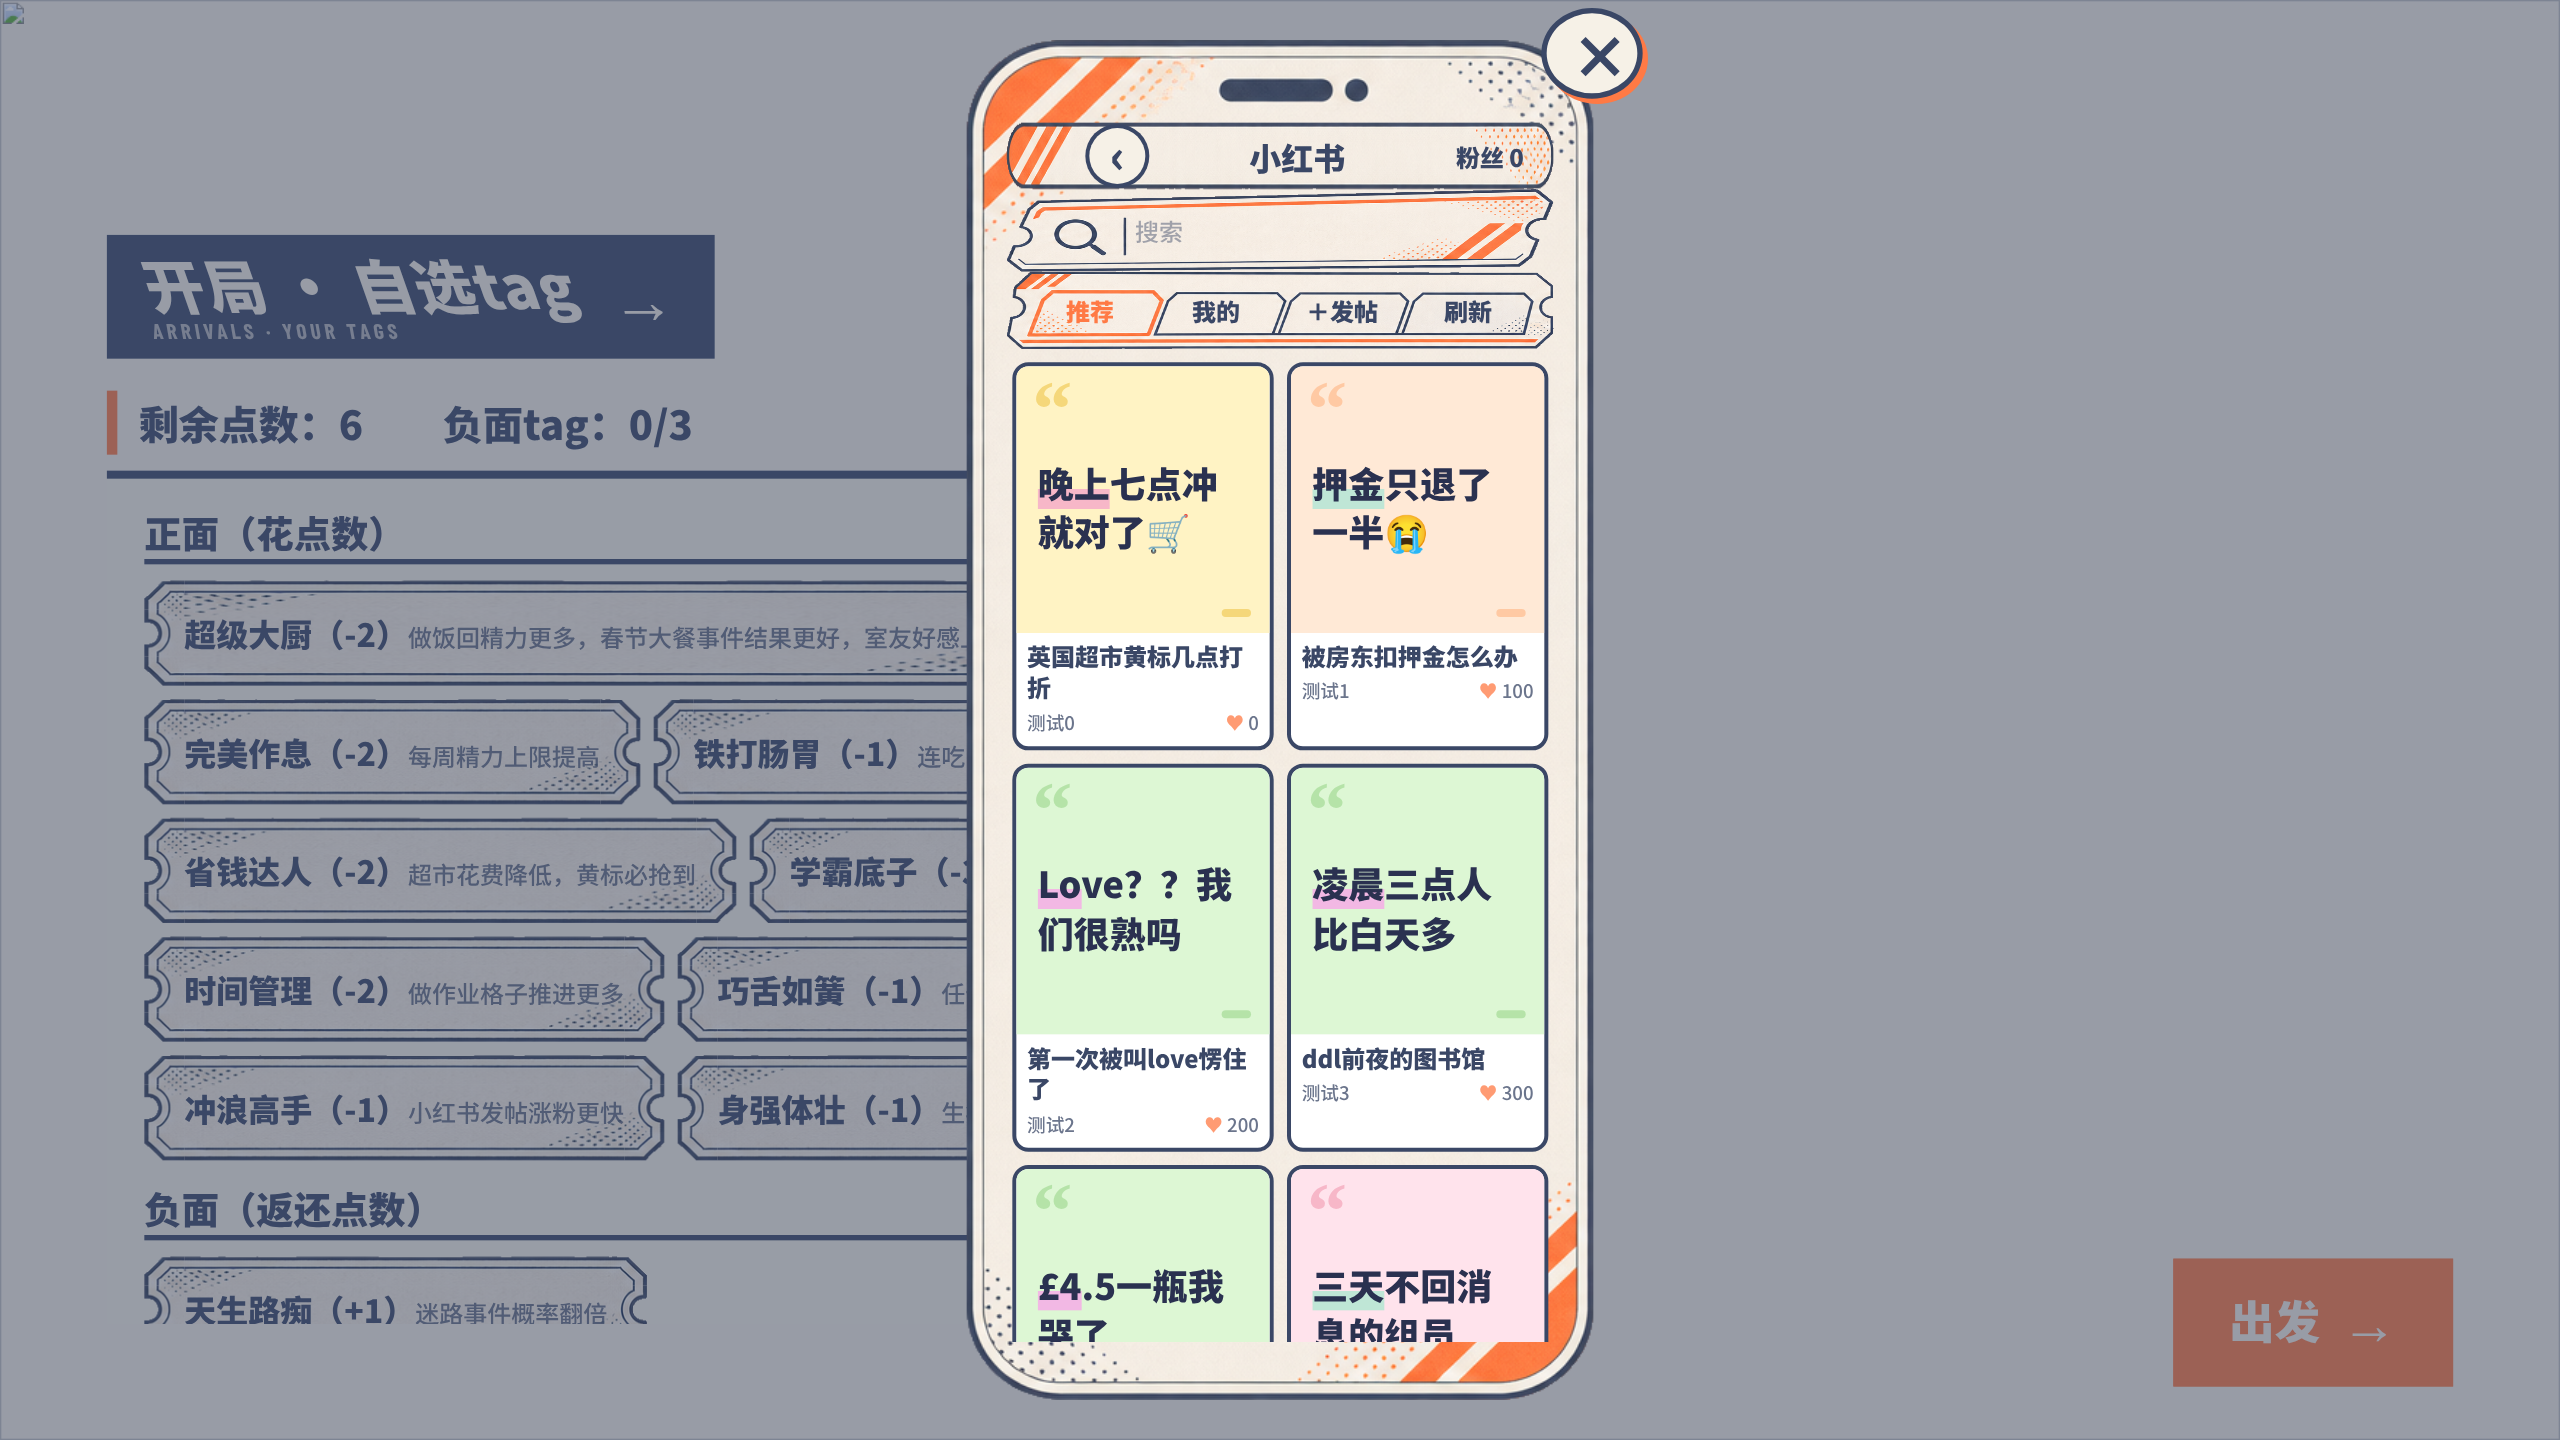 开局 · 自选tag →
ARRIVALS · YOUR TAGS
剩余点数：6 负面tag：0/3
正面（花点数）
超级大厨（-2）做饭回精力更多，春节大餐事件结果更好，室友好感
完美作息（-2）每周精力上限提高
铁打肠胃（-1）连吃
省钱达人（-2）超市花费降低，黄标必抢到
学霸底子（-
时间管理（-2）做作业格子推进更多
巧舌如簧（-1）任
冲浪高手（-1）小红书发帖涨粉更快
身强体壮（-1）生
负面（返还点数）
天生路痴（+1）迷路事件概率翻倍
×
‹ 小红书 粉丝 0
搜索
推荐 我的 ＋发帖 刷新
“
晚上七点冲
就对了🛒
英国超市黄标几点打
折
测试0 ♥ 0
“
押金只退了
一半😭
被房东扣押金怎么办
测试1 ♥ 100
“
Love？？我
们很熟吗
第一次被叫love愣住
了
测试2 ♥ 200
“
凌晨三点人
比白天多
ddl前夜的图书馆
测试3 ♥ 300
“
£4.5一瓶我
哭了
“
三天不回消
息的组员
出发 →